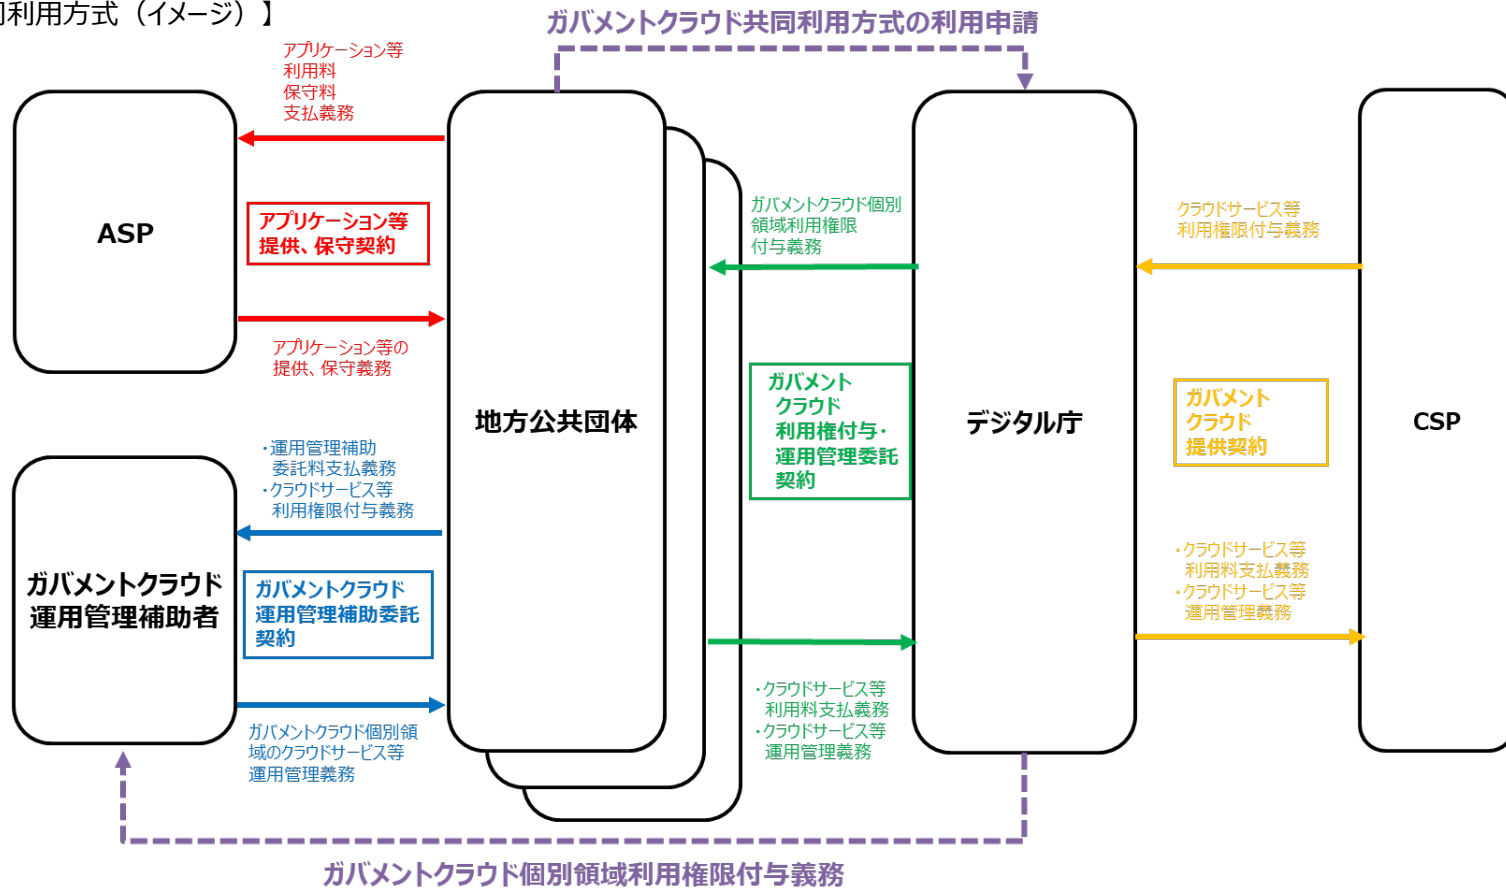 利用方式（イメージ）】
ガバメントクラウド共同利用方式の利用申請
アプリケーション等
利用料
保守料
支払義務
ASP
アプリケーション等
提供、保守契約
アプリケーション等の
提供、保守義務
地方公共団体
ガバメントクラウド個別
領域利用権限
付与義務
ガバメント
クラウド
利用権付与・
運用管理委託
契約
デジタル庁
クラウドサービス等
利用権限付与義務
ガバメント
クラウド
提供契約
CSP
・運用管理補助
委託料支払義務
・クラウドサービス等
利用権限付与義務
ガバメントクラウド
運用管理補助者
ガバメントクラウド
運用管理補助委託
契約
ガバメントクラウド個別領
域のクラウドサービス等
運用管理義務
・クラウドサービス等
利用料支払義務
・クラウドサービス等
運用管理義務
・クラウドサービス等
利用料支払義務
・クラウドサービス等
運用管理義務
ガバメントクラウド個別領域利用権限付与義務